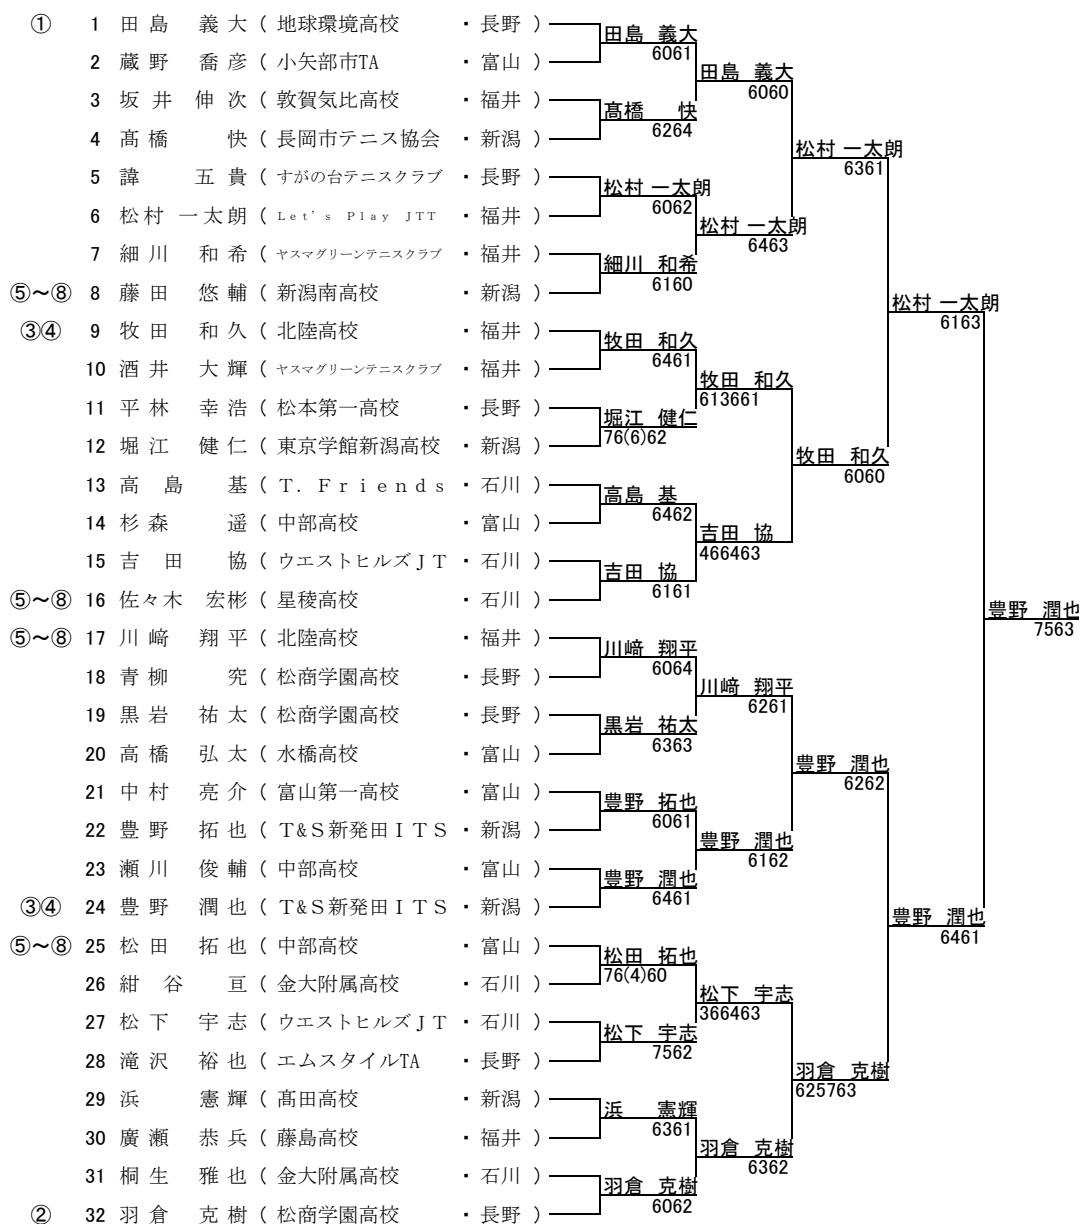 ① 1 田島 義大 ( 地球環境高校 ・ 長野 )
2 蔵野 喬彦 ( 小矢部市TA ・ 富山 )
3 坂井 伸次 ( 敦賀気比高校 ・ 福井 )
4 髙橋 快 ( 長岡市テニス協会 ・ 新潟 )
5 諱 五貴 ( すがの台テニスクラブ ・ 長野 )
6 松村 一太朗 ( Let's Play JTT ・ 福井 )
7 細川 和希 ( ヤスマグリーンテニスクラブ ・ 福井 )
⑤〜⑧ 8 藤田 悠輔 ( 新潟南高校 ・ 新潟 )
③④ 9 牧田 和久 ( 北陸高校 ・ 福井 )
10 酒井 大輝 ( ヤスマグリーンテニスクラブ ・ 福井 )
11 平林 幸浩 ( 松本第一高校 ・ 長野 )
12 堀江 健仁 ( 東京学館新潟高校 ・ 新潟 )
13 高島 基 ( T. Friends ・ 石川 )
14 杉森 遥 ( 中部高校 ・ 富山 )
15 吉田 協 ( ウエストヒルズJT ・ 石川 )
⑤〜⑧ 16 佐々木 宏彬 ( 星稜高校 ・ 石川 )
⑤〜⑧ 17 川﨑 翔平 ( 北陸高校 ・ 福井 )
18 青柳 究 ( 松商学園高校 ・ 長野 )
19 黒岩 祐太 ( 松商学園高校 ・ 長野 )
20 高橋 弘太 ( 水橋高校 ・ 富山 )
21 中村 亮介 ( 富山第一高校 ・ 富山 )
22 豊野 拓也 ( T&S新発田ITS ・ 新潟 )
23 瀬川 俊輔 ( 中部高校 ・ 富山 )
③④ 24 豊野 潤也 ( T&S新発田ITS ・ 新潟 )
⑤〜⑧ 25 松田 拓也 ( 中部高校 ・ 富山 )
26 紺谷 亘 ( 金大附属高校 ・ 石川 )
27 松下 宇志 ( ウエストヒルズJT ・ 石川 )
28 滝沢 裕也 ( エムスタイルTA ・ 長野 )
29 浜 憲輝 ( 髙田高校 ・ 新潟 )
30 廣瀬 恭兵 ( 藤島高校 ・ 福井 )
31 桐生 雅也 ( 金大附属高校 ・ 石川 )
② 32 羽倉 克樹 ( 松商学園高校 ・ 長野 )
田島 義大
6061
髙橋 快
6264
松村 一太朗
6062
細川 和希
6160
牧田 和久
6461
堀江 健仁
76(6)62
高島 基
6462
吉田 協
6161
川﨑 翔平
6064
黒岩 祐太
6363
豊野 拓也
6061
豊野 潤也
6461
松田 拓也
76(4)60
松下 宇志
7562
浜 憲輝
6361
羽倉 克樹
6062
田島 義大
6060
松村 一太朗
6463
牧田 和久
613661
吉田 協
466463
川﨑 翔平
6261
豊野 潤也
6162
松下 宇志
366463
羽倉 克樹
6362
松村 一太朗
6361
牧田 和久
6060
豊野 潤也
6262
羽倉 克樹
625763
松村 一太朗
6163
豊野 潤也
6461
豊野 潤也
7563